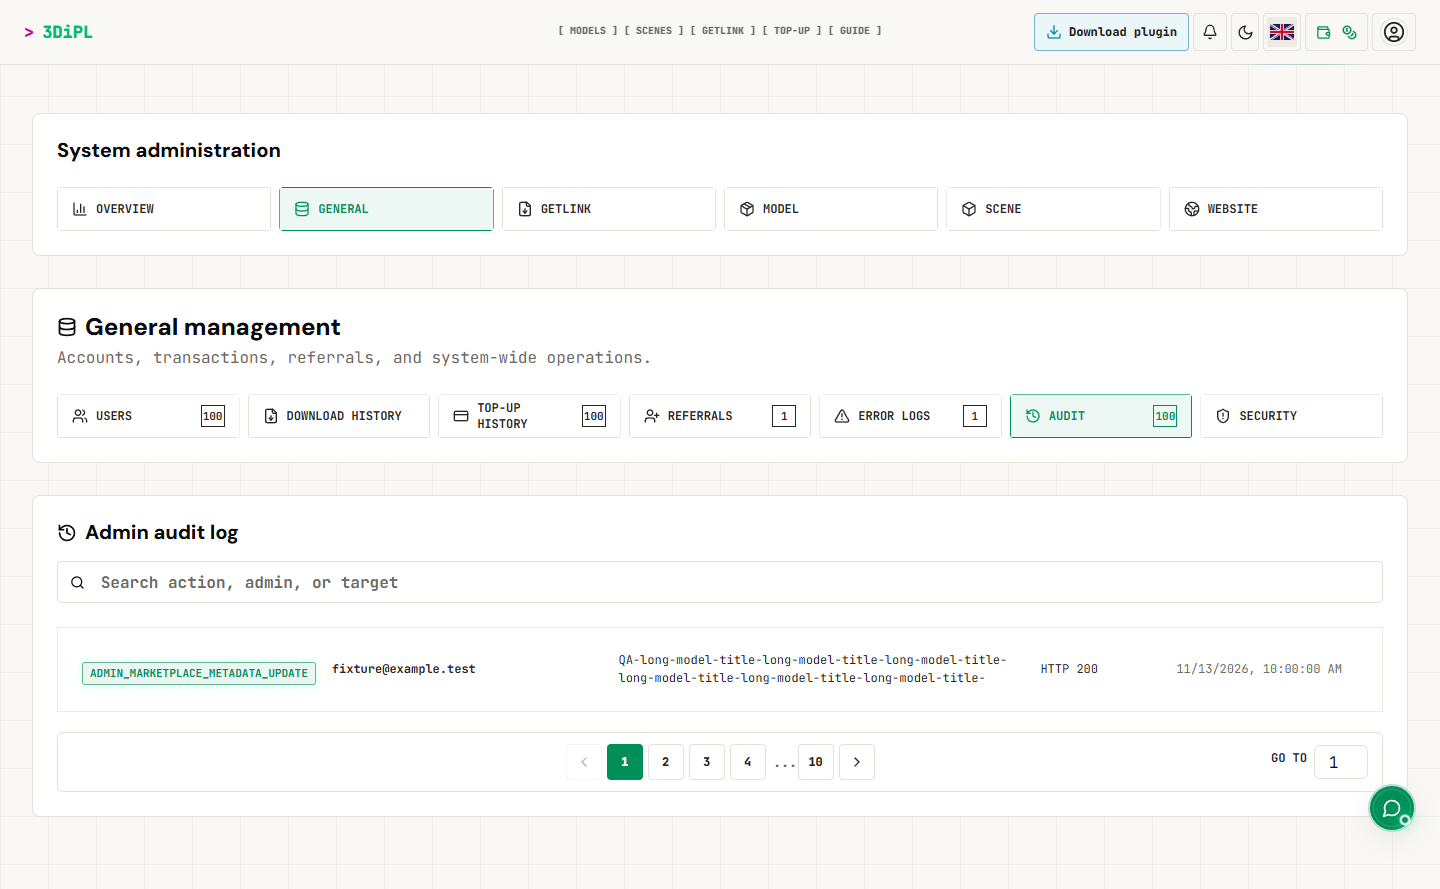 > 3DiPL
[ MODELS ] [ SCENES ] [ GETLINK ] [ TOP-UP ] [ GUIDE ]
Download plugin
System administration
OVERVIEW
GENERAL
GETLINK
MODEL
SCENE
WEBSITE
General management
Accounts, transactions, referrals, and system-wide operations.
USERS 100
DOWNLOAD HISTORY
TOP-UP
HISTORY 100
REFERRALS 1
ERROR LOGS 1
AUDIT 100
SECURITY
Admin audit log
Search action, admin, or target
ADMIN_MARKETPLACE_METADATA_UPDATE
fixture@example.test
QA-long-model-title-long-model-title-long-model-title-
long-model-title-long-model-title-long-model-title-
HTTP 200
11/13/2026, 10:00:00 AM
1 2 3 4 ... 10
GO TO 1